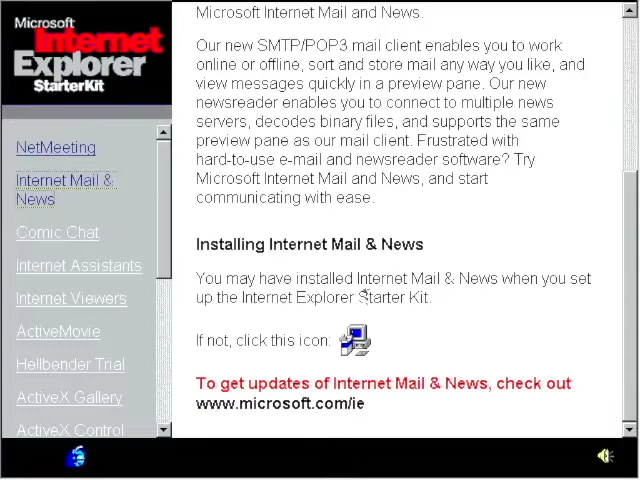 Microsoft
Internet
Explorer
StarterKit
NetMeeting
Internet Mail &
News
Comic Chat
Internet Assistants
Internet Viewers
ActiveMovie
Hellbender Trial
ActiveX Gallery
ActiveX Control
Microsoft Internet Mail and News.
Our new SMTP/POP3 mail client enables you to work
online or offline, sort and store mail any way you like, and
view messages quickly in a preview pane. Our new
newsreader enables you to connect to multiple news
servers, decodes binary files, and supports the same
preview pane as our mail client. Frustrated with
hard-to-use e-mail and newsreader software? Try
Microsoft Internet Mail and News, and start
communicating with ease.
Installing Internet Mail & News
You may have installed Internet Mail & News when you set
up the Internet Explorer Starter Kit.
If not, click this icon:
To get updates of Internet Mail & News, check out
www.microsoft.com/ie